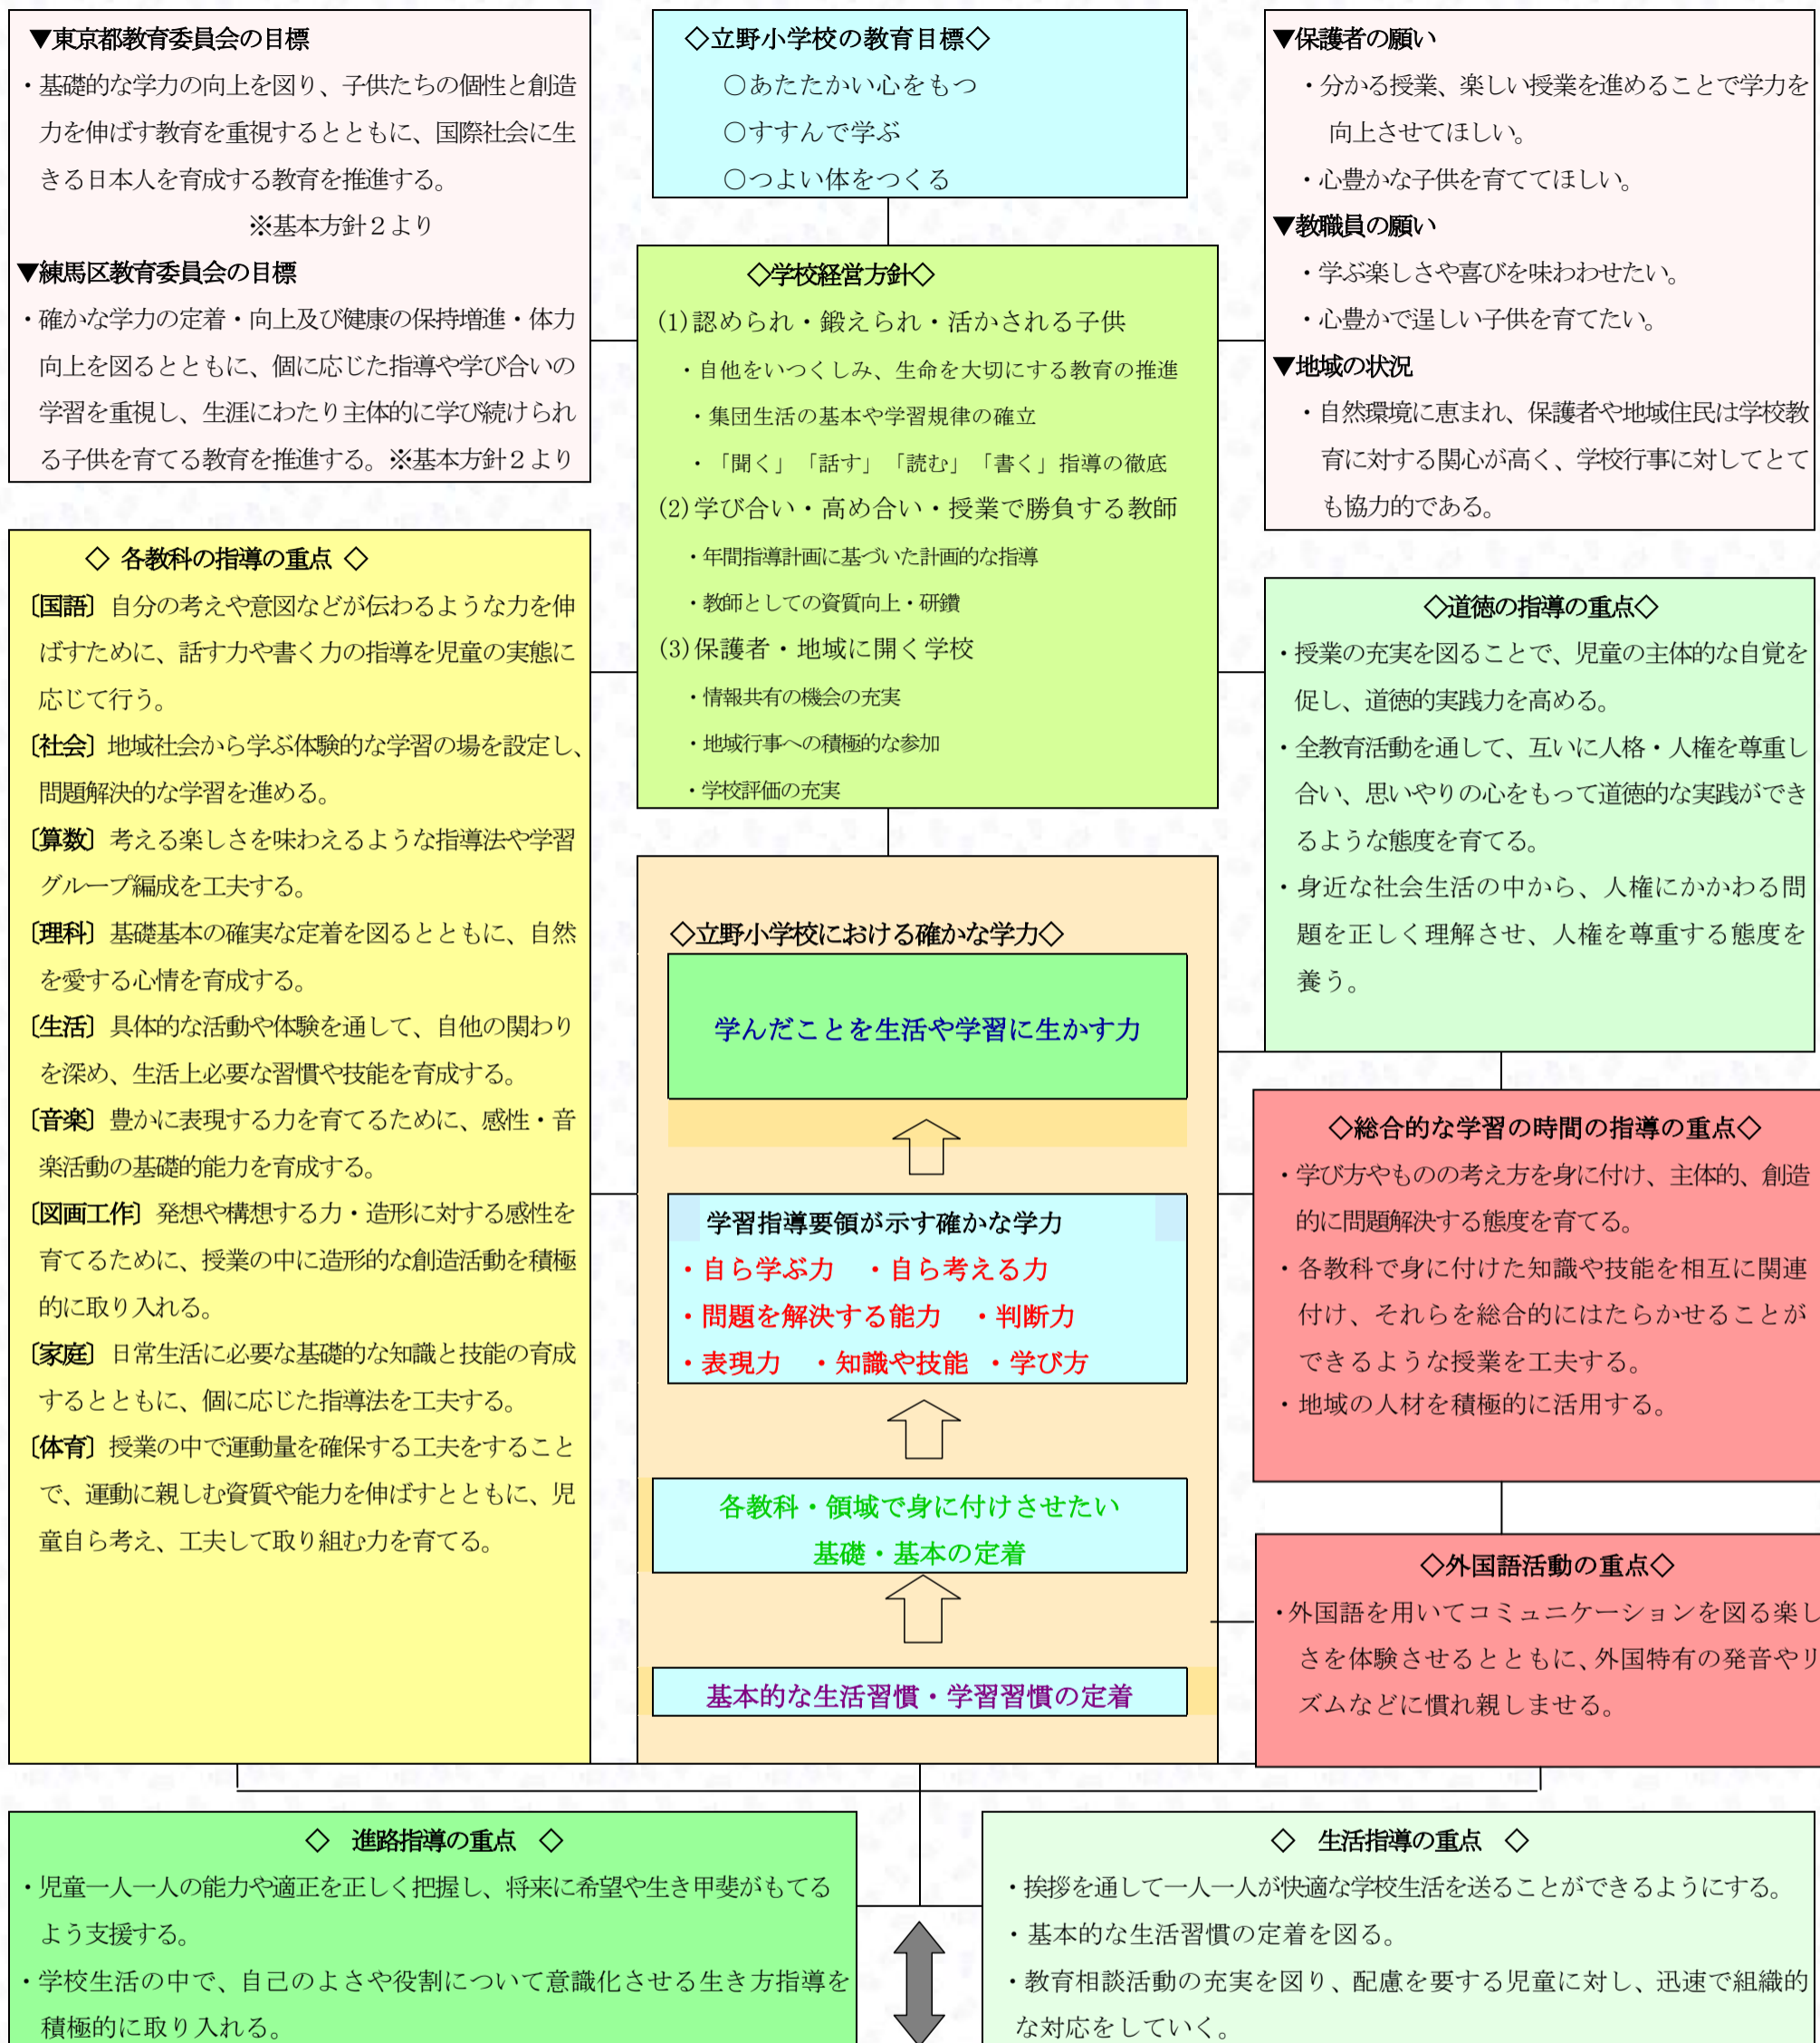 ▼東京都教育委員会の目標
・基礎的な学力の向上を図り、子供たちの個性と創造
力を伸ばす教育を重視するとともに、国際社会に生
きる日本人を育成する教育を推進する。
※基本方針２より
▼練馬区教育委員会の目標
・確かな学力の定着・向上及び健康の保持増進・体力
向上を図るとともに、個に応じた指導や学び合いの
学習を重視し、生涯にわたり主体的に学び続けられ
る子供を育てる教育を推進する。※基本方針２より
◇立野小学校の教育目標◇
○あたたかい心をもつ
○すすんで学ぶ
○つよい体をつくる
▼保護者の願い
・分かる授業、楽しい授業を進めることで学力を
向上させてほしい。
・心豊かな子供を育ててほしい。
▼教職員の願い
・学ぶ楽しさや喜びを味わわせたい。
・心豊かで逞しい子供を育てたい。
▼地域の状況
・自然環境に恵まれ、保護者や地域住民は学校教
育に対する関心が高く、学校行事に対してとて
も協力的である。
◇学校経営方針◇
(1)認められ・鍛えられ・活かされる子供
・自他をいつくしみ、生命を大切にする教育の推進
・集団生活の基本や学習規律の確立
・「聞く」「話す」「読む」「書く」指導の徹底
(2)学び合い・高め合い・授業で勝負する教師
・年間指導計画に基づいた計画的な指導
・教師としての資質向上・研鑽
(3)保護者・地域に開く学校
・情報共有の機会の充実
・地域行事への積極的な参加
・学校評価の充実
◇ 各教科の指導の重点 ◇
〔国語〕自分の考えや意図などが伝わるような力を伸
ばすために、話す力や書く力の指導を児童の実態に
応じて行う。
〔社会〕地域社会から学ぶ体験的な学習の場を設定し、
問題解決的な学習を進める。
〔算数〕考える楽しさを味わえるような指導法や学習
グループ編成を工夫する。
〔理科〕基礎基本の確実な定着を図るとともに、自然
を愛する心情を育成する。
〔生活〕具体的な活動や体験を通して、自他の関わり
を深め、生活上必要な習慣や技能を育成する。
〔音楽〕豊かに表現する力を育てるために、感性・音
楽活動の基礎的能力を育成する。
〔図画工作〕発想や構想する力・造形に対する感性を
育てるために、授業の中に造形的な創造活動を積極
的に取り入れる。
〔家庭〕日常生活に必要な基礎的な知識と技能の育成
するとともに、個に応じた指導法を工夫する。
〔体育〕授業の中で運動量を確保する工夫をすること
で、運動に親しむ資質や能力を伸ばすとともに、児
童自ら考え、工夫して取り組む力を育てる。
◇立野小学校における確かな学力◇
学んだことを生活や学習に生かす力
学習指導要領が示す確かな学力
・自ら学ぶ力　・自ら考える力
・問題を解決する能力　・判断力
・表現力　・知識や技能 ・学び方
各教科・領域で身に付けさせたい
基礎・基本の定着
基本的な生活習慣・学習習慣の定着
◇道徳の指導の重点◇
・授業の充実を図ることで、児童の主体的な自覚を
促し、道徳的実践力を高める。
・全教育活動を通して、互いに人格・人権を尊重し
合い、思いやりの心をもって道徳的な実践ができ
るような態度を育てる。
・身近な社会生活の中から、人権にかかわる問
題を正しく理解させ、人権を尊重する態度を
養う。
◇総合的な学習の時間の指導の重点◇
・学び方やものの考え方を身に付け、主体的、創造
的に問題解決する態度を育てる。
・各教科で身に付けた知識や技能を相互に関連
付け、それらを総合的にはたらかせることが
できるような授業を工夫する。
・地域の人材を積極的に活用する。
◇外国語活動の重点◇
・外国語を用いてコミュニケーションを図る楽し
さを体験させるとともに、外国特有の発音やリ
ズムなどに慣れ親しませる。
◇　進路指導の重点　◇
・児童一人一人の能力や適正を正しく把握し、将来に希望や生き甲斐がもてる
よう支援する。
・学校生活の中で、自己のよさや役割について意識化させる生き方指導を
積極的に取り入れる。
◇　生活指導の重点　◇
・挨拶を通して一人一人が快適な学校生活を送ることができるようにする。
・基本的な生活習慣の定着を図る。
・教育相談活動の充実を図り、配慮を要する児童に対し、迅速で組織的
な対応をしていく。